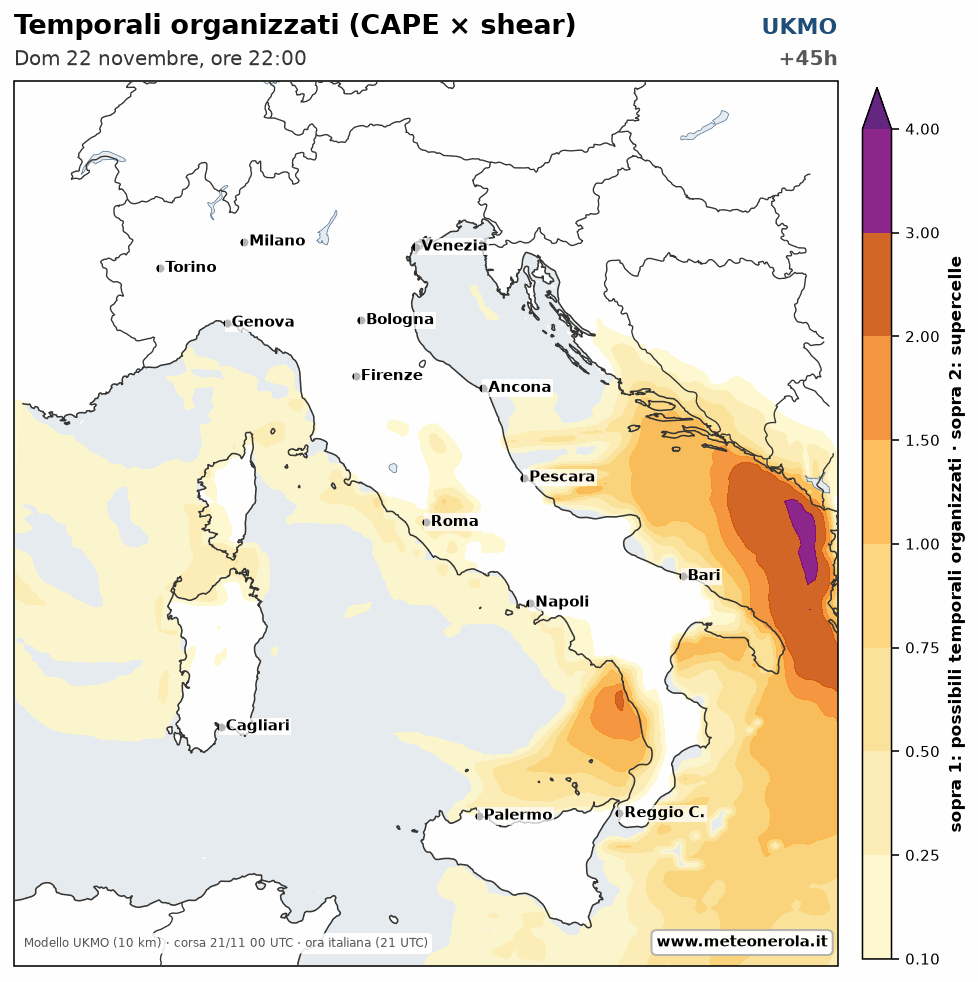 Temporali organizzati (CAPE × shear)
UKMO
Dom 22 novembre, ore 22:00
+45h
Milano
Venezia
Torino
Genova
Bologna
Firenze
Ancona
Pescara
Roma
Bari
Napoli
Cagliari
Palermo
Reggio C.
4.00
3.00
2.00
1.50
1.00
0.75
0.50
0.25
0.10
sopra 1: possibili temporali organizzati · sopra 2: supercelle
Modello UKMO (10 km) · corsa 21/11 00 UTC · ora italiana (21 UTC)
www.meteonerola.it